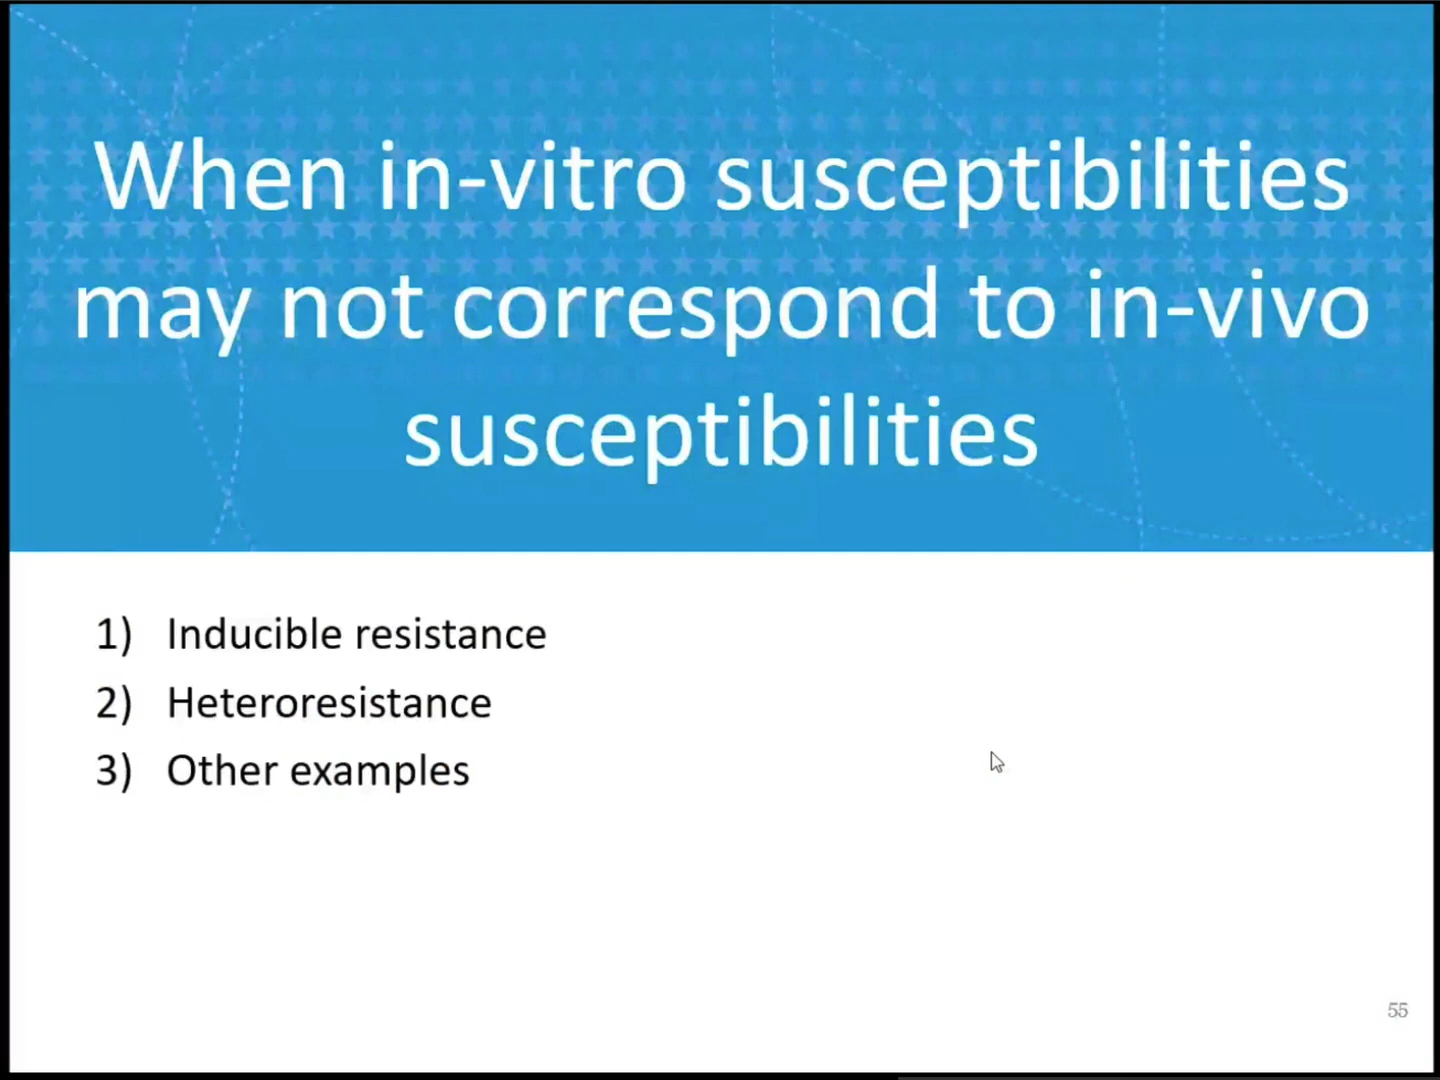 When in-vitro susceptibilities
may not correspond to in-vivo
susceptibilities
1) Inducible resistance
2) Heteroresistance
3) Other examples
55